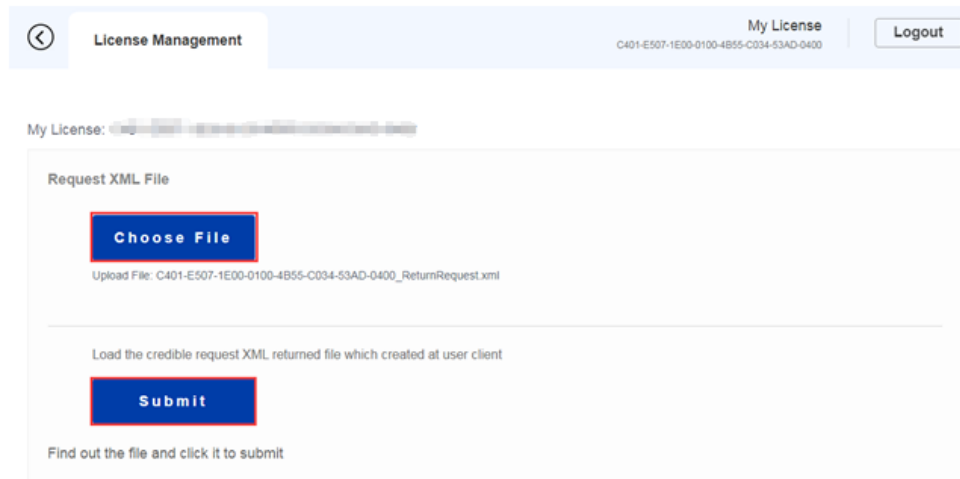 License Management
My License
C401-E507-1E00-0100-4B55-C034-53AD-0400
Logout
My License:
Request XML File
Choose File
Upload File: C401-E507-1E00-0100-4B55-C034-53AD-0400_ReturnRequest.xml
Load the credible request XML returned file which created at user client
Submit
Find out the file and click it to submit